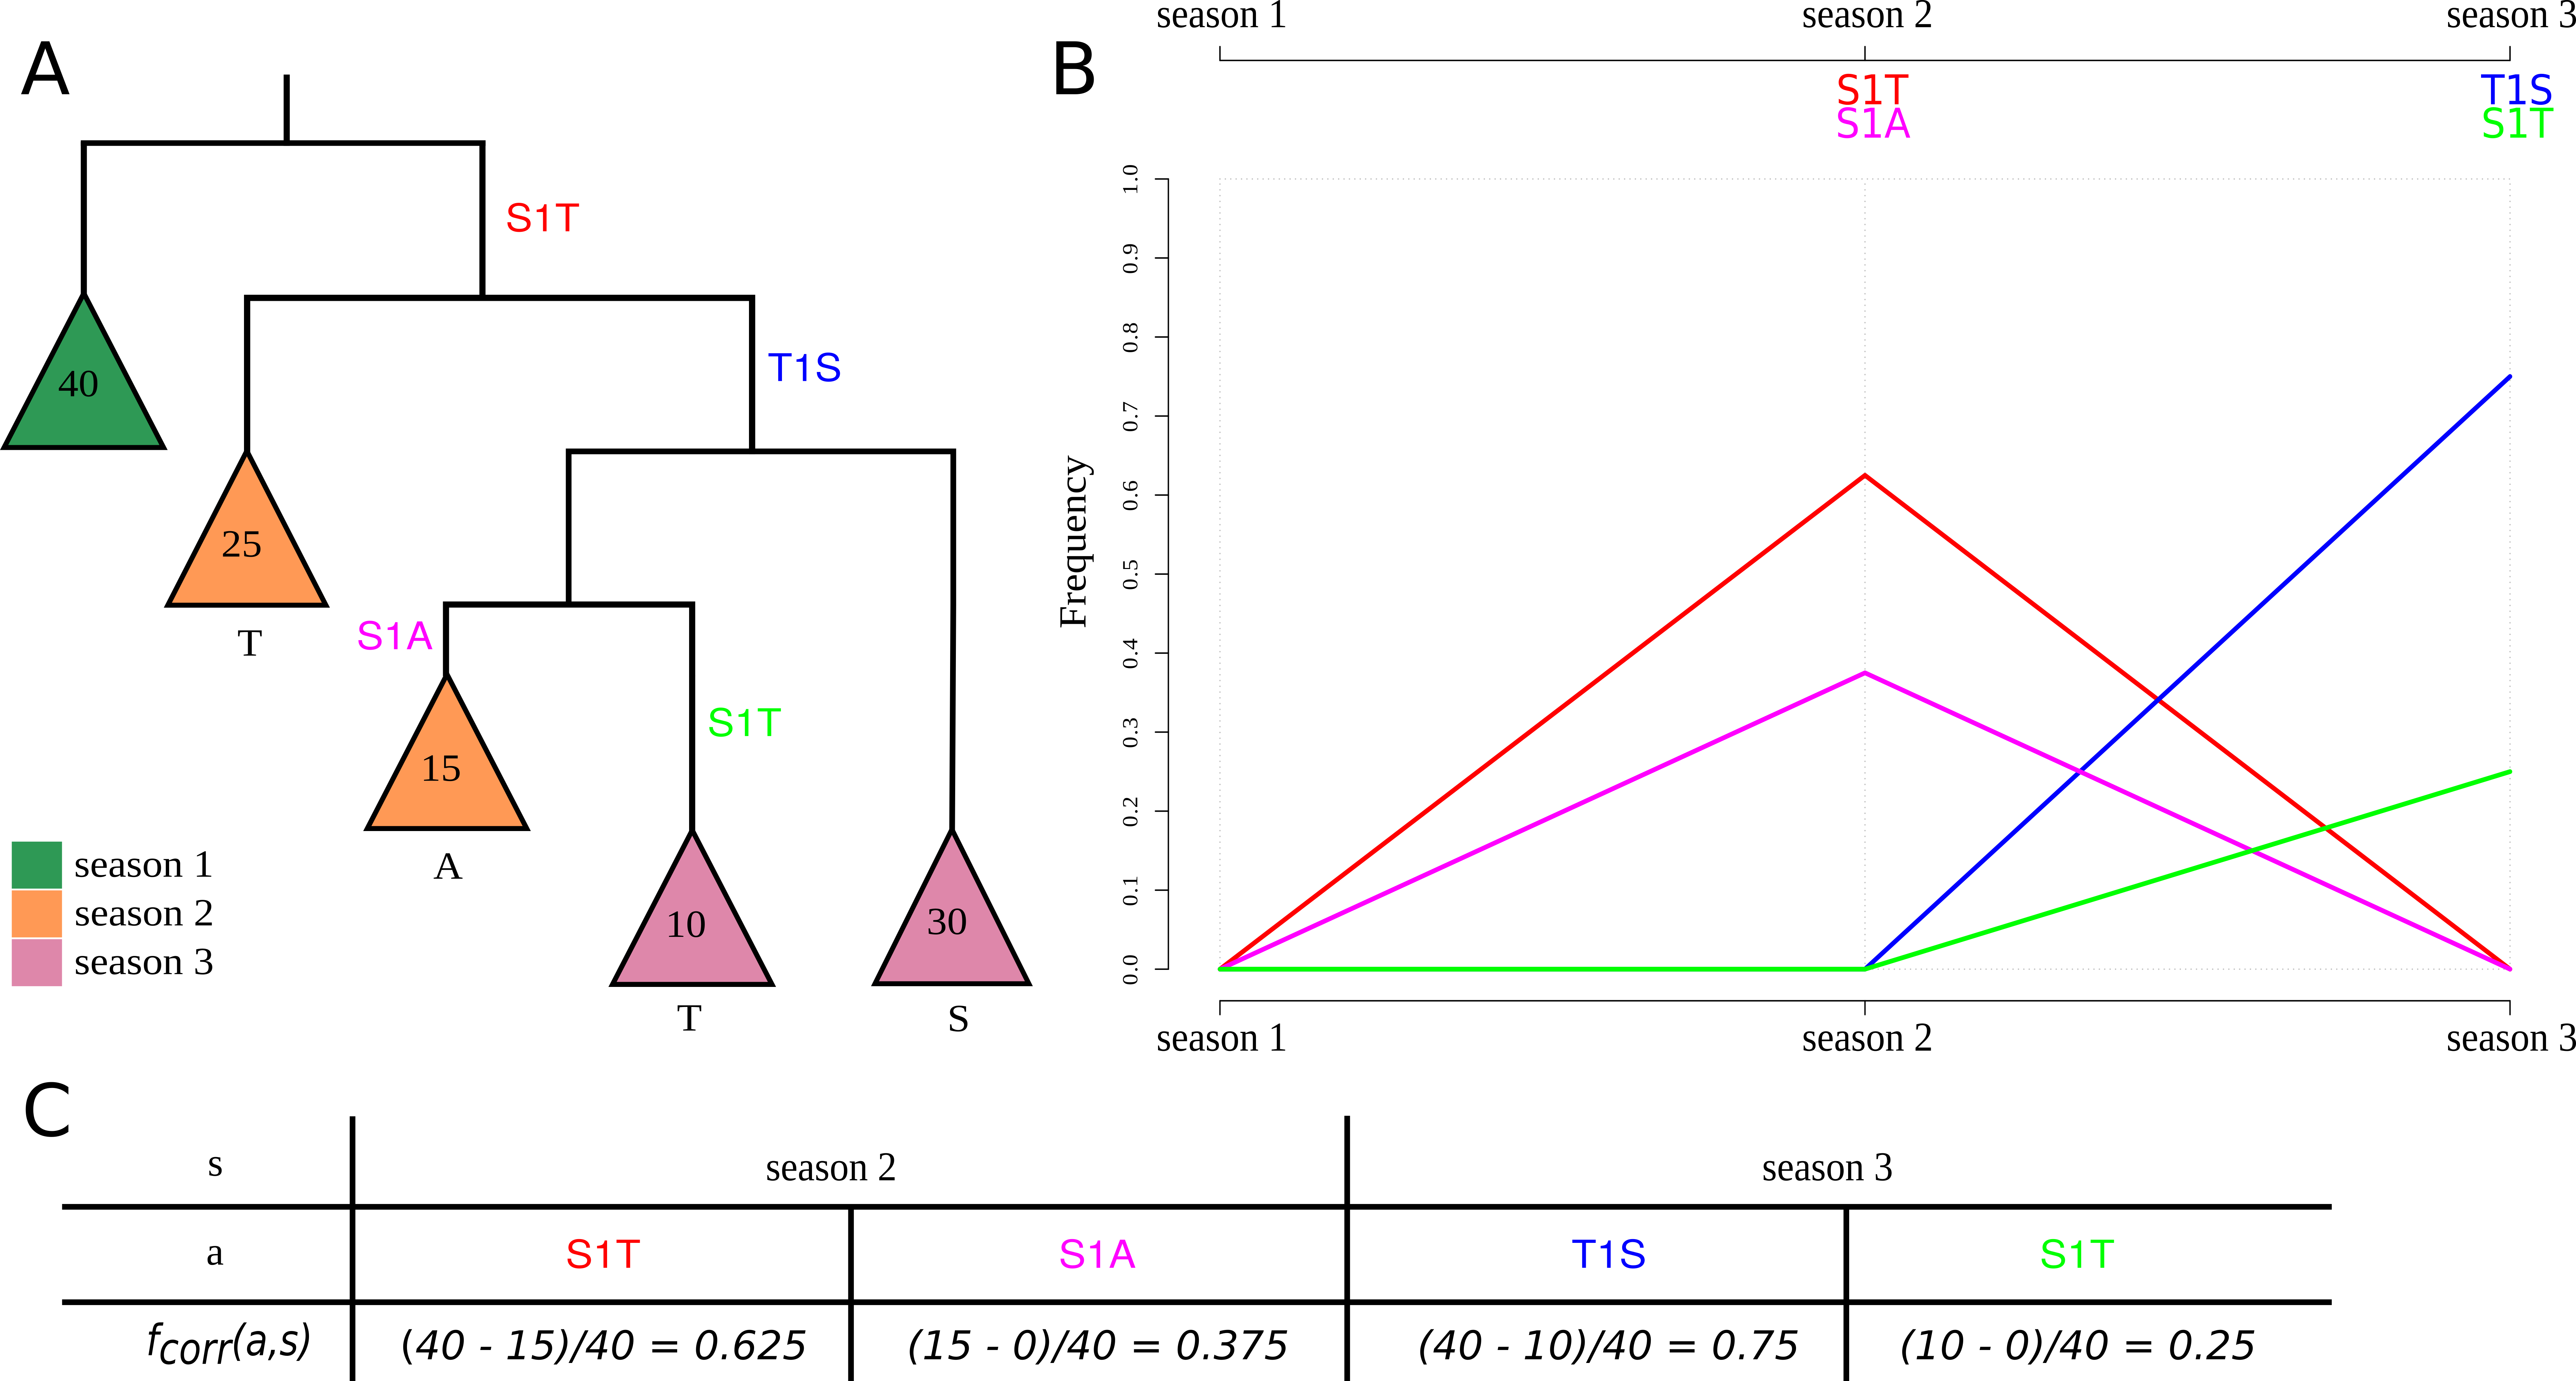 A
S1T
T1S
40
25
T
S1A
S1T
15
A
10
30
T
S
season 1
season 2
season 3
B
season 1 season 2 season 3
S1T T1S
S1A S1T
Frequency
1.0
0.9
0.8
0.7
0.6
0.5
0.4
0.3
0.2
0.1
0.0
season 1 season 2 season 3
C
s season 2 season 3
a S1T S1A T1S S1T
fcorr(a,s) (40 - 15)/40 = 0.625 (15 - 0)/40 = 0.375 (40 - 10)/40 = 0.75 (10 - 0)/40 = 0.25